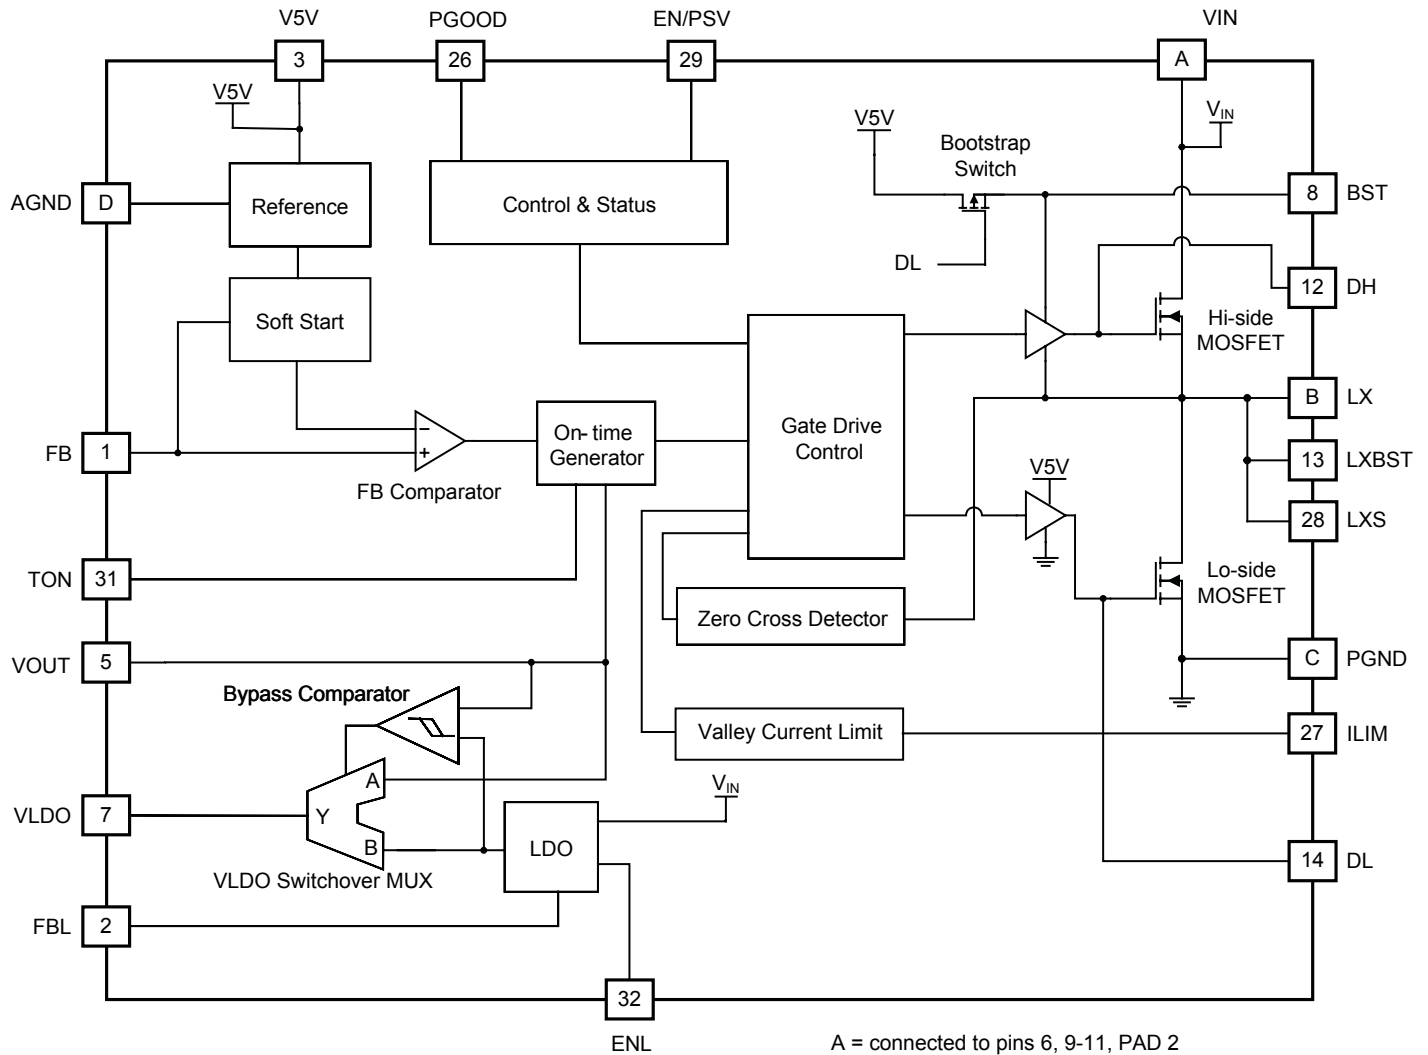 V5V
PGOOD
EN/PSV
VIN
3
26
29
A
V5V
V5V
VIN
Bootstrap
Switch
AGND
D
Reference
Control & Status
8
BST
DL
12
DH
Soft Start
Hi-side
MOSFET
B
LX
FB
1
−
+
FB Comparator
On-time
Generator
Gate Drive
Control
13
LXBST
V5V
28
LXS
TON
31
Lo-side
MOSFET
Zero Cross Detector
VOUT
5
C
PGND
Bypass Comparator
Valley Current Limit
27
ILIM
A
VIN
VLDO
7
Y
B
LDO
14
DL
VLDO Switchover MUX
FBL
2
32
ENL
A = connected to pins 6, 9-11, PAD 2